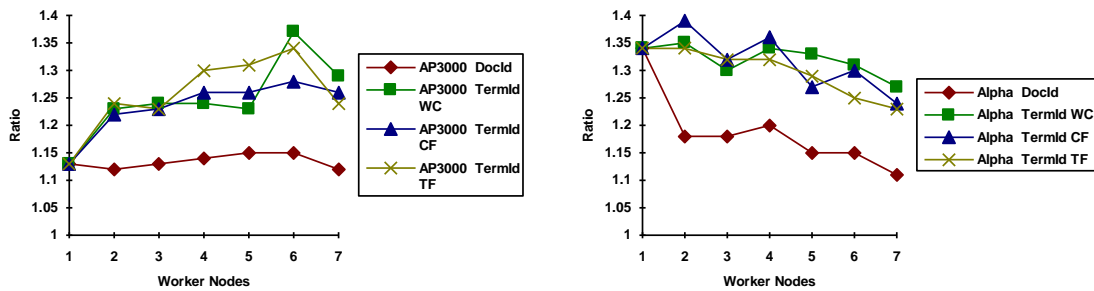 1.4
1.35
1.3
1.25
1.2
1.15
1.1
1.05
1
Ratio
1 2 3 4 5 6 7
Worker Nodes
AP3000 DocId
AP3000 TermId
WC
AP3000 TermId
CF
AP3000 TermId
TF
1.4
1.35
1.3
1.25
1.2
1.15
1.1
1.05
1
Ratio
1 2 3 4 5 6 7
Worker Nodes
Alpha DocId
Alpha TermId WC
Alpha TermId CF
Alpha TermId TF